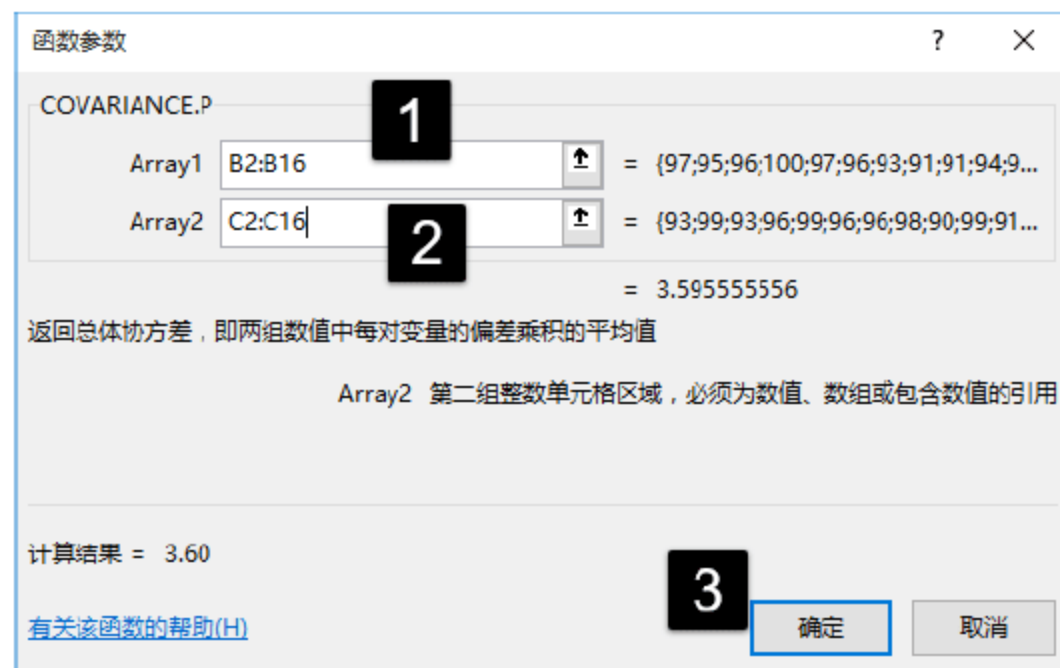 函数参数 ? ×
COVARIANCE.P
1
Array1 B2:B16 = {97;95;96;100;97;96;93;91;91;94;9...
Array2 C2:C16 = {93;99;93;96;99;96;96;98;90;99;91...
2
= 3.595555556
返回总体协方差，即两组数值中每对变量的偏差乘积的平均值
Array2 第二组整数单元格区域，必须为数值、数组或包含数值的引用
计算结果 = 3.60
3
有关该函数的帮助(H) 确定 取消